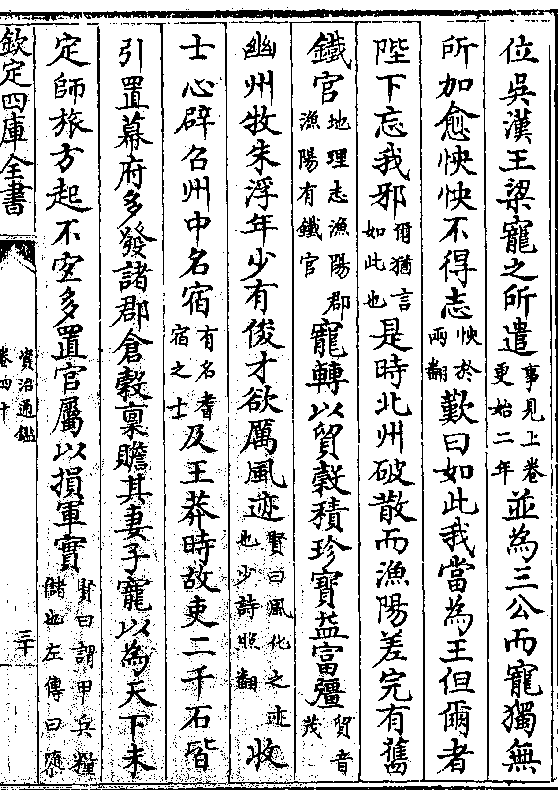 位吳漢王梁寵之所遣事見上卷更始二年並為三公而寵獨無
所加愈怏怏不得志怏於兩翻歎曰如此我當為王但爾者
陛下忘我邪爾猶言如此也是時北州破散而漁陽差完有舊
鐵官地理志漁陽郡漁陽有鐵官寵轉以貿穀積珍寶益富彊貿音茂
幽州牧朱浮年少有俊才欲厲風迹賢曰風化之迹也少詩照翻收
士心辟召州中名宿有名耆宿之士及王莽時故吏二千石皆
引置幕府多發諸郡倉穀稟贍其妻子寵以為天下未
定師旅方起不宜多置官屬以損軍實賢曰謂甲兵糧儲也左傳曰隳
欽定四庫全書
資治通鑑
卷四十
三十